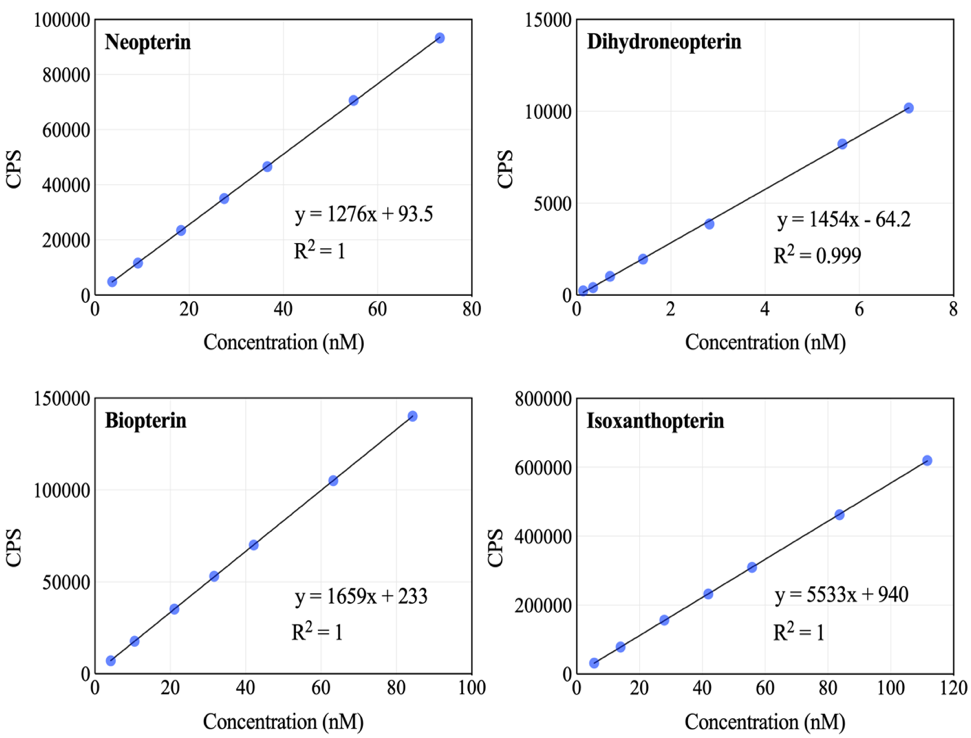 Neopterin
CPS
100000
80000
60000
40000
20000
0
y = 1276x + 93.5
R² = 1
0 20 40 60 80
Concentration (nM)
Dihydroneopterin
CPS
15000
10000
5000
0
y = 1454x - 64.2
R² = 0.999
0 2 4 6 8
Concentration (nM)
Biopterin
CPS
150000
100000
50000
0
y = 1659x + 233
R² = 1
0 20 40 60 80 100
Concentration (nM)
Isoxanthopterin
CPS
800000
600000
400000
200000
0
y = 5533x + 940
R² = 1
0 20 40 60 80 100 120
Concentration (nM)